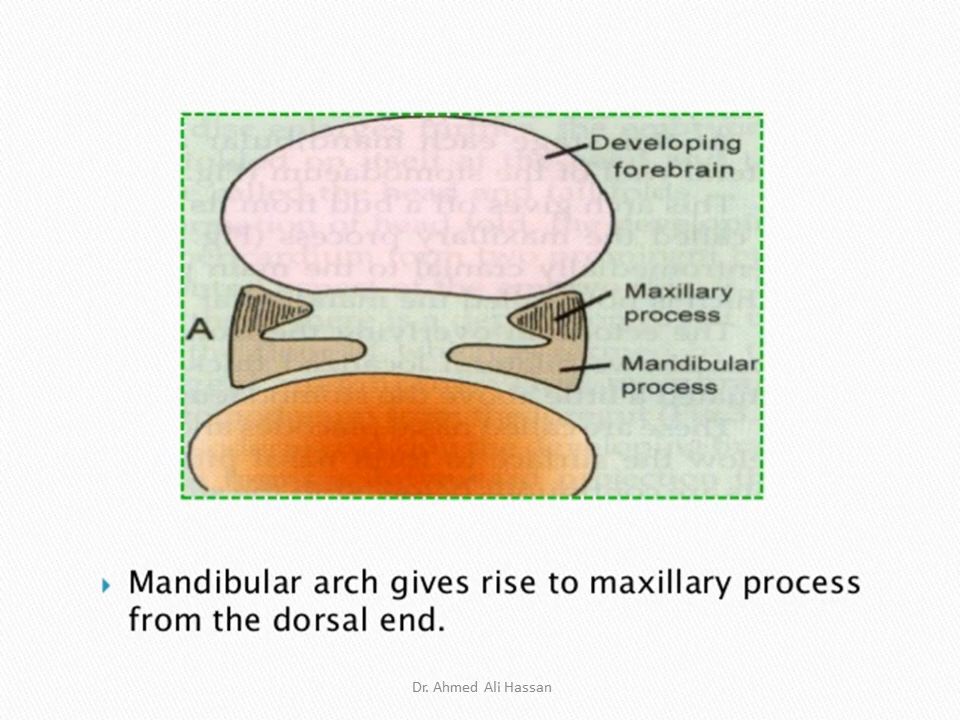 Developing
forebrain
Maxillary
process
A
Mandibular
process
Mandibular arch gives rise to maxillary process
from the dorsal end.
Dr. Ahmed Ali Hassan